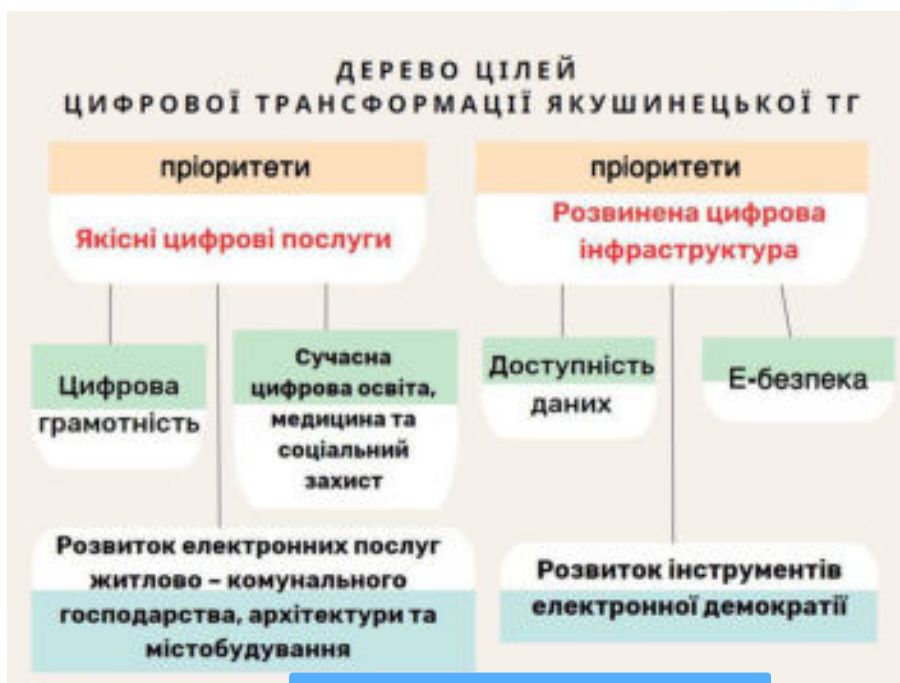 ДЕРЕВО ЦІЛЕЙ
ЦИФРОВОЇ ТРАНСФОРМАЦІЇ ЯКУШИНЕЦЬКОЇ ТГ
пріоритети
Якісні цифрові послуги
пріоритети
Розвинена цифрова
інфраструктура
Цифрова
грамотність
Сучасна
цифрова освіта,
медицина та
соціальний
захист
Доступність
даних
Е-безпека
Розвиток електронних послуг
житлово – комунального
господарства, архітектури та
містобудування
Розвиток інструментів
електронної демократії